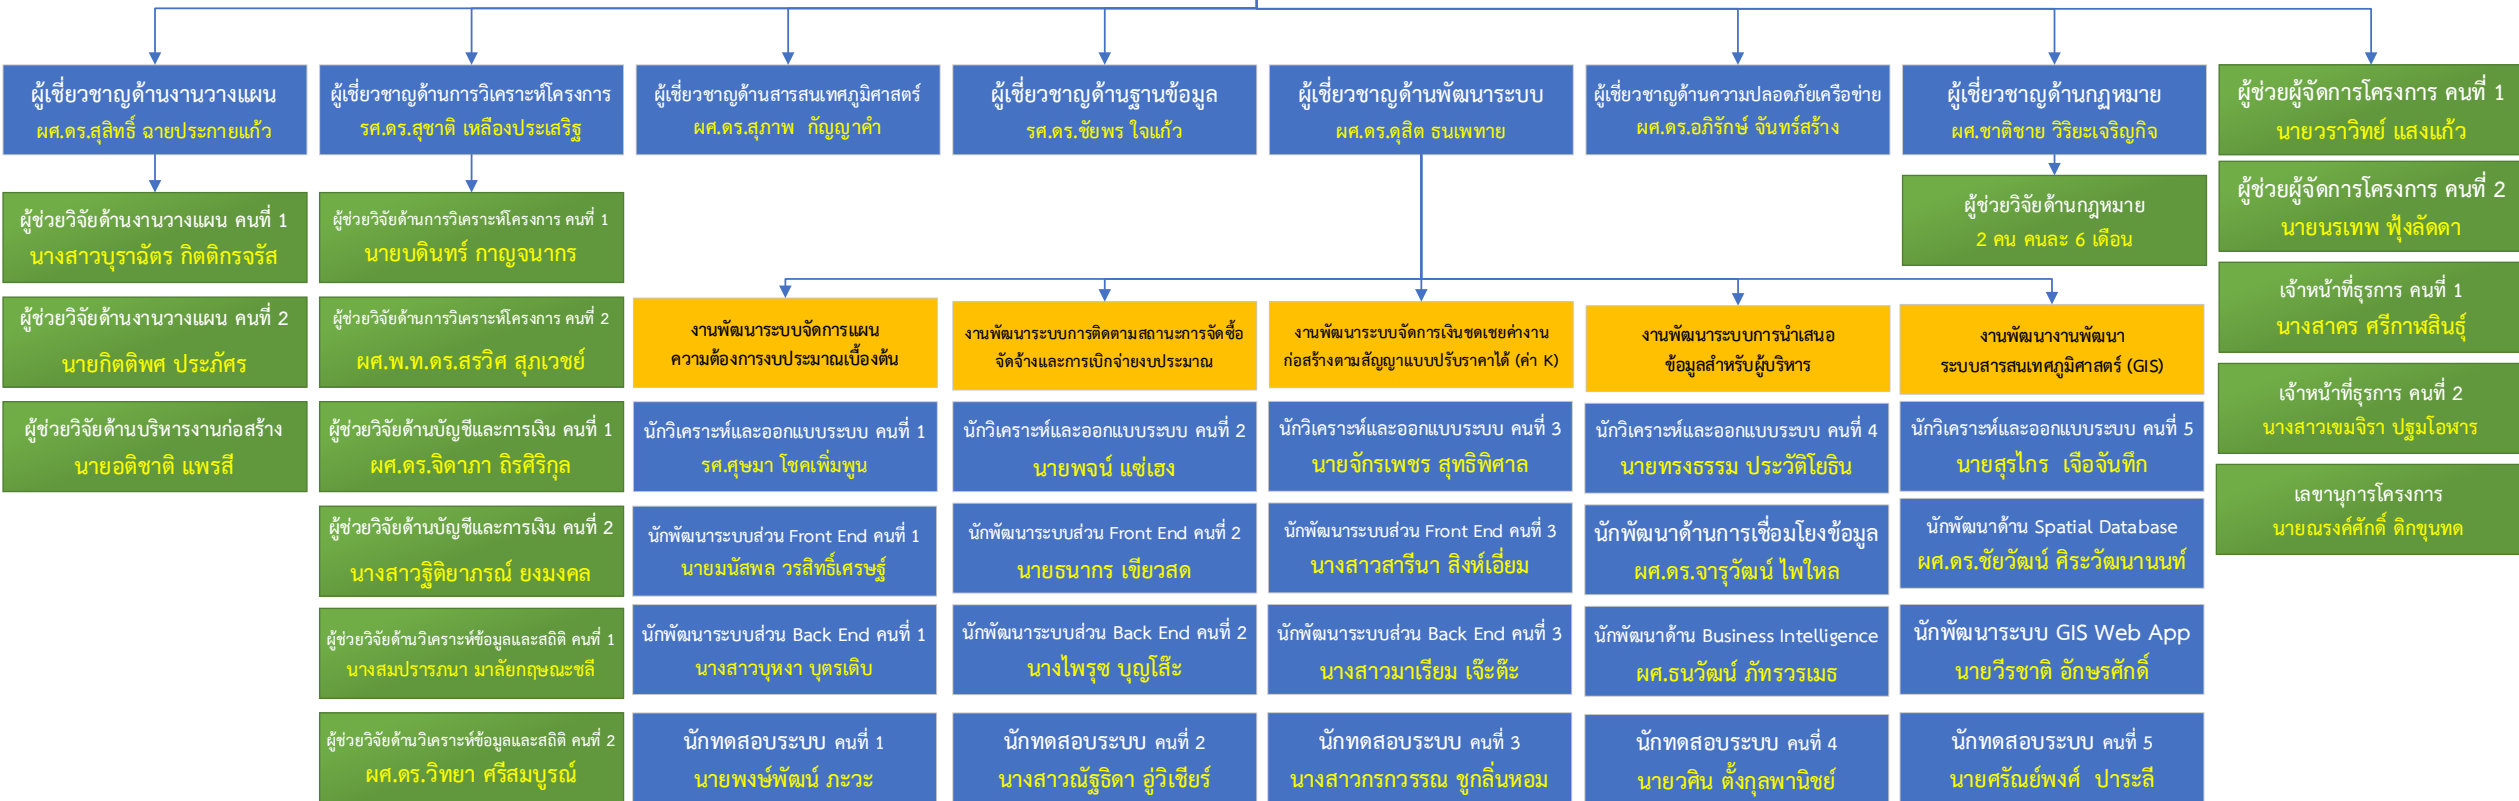 ผู้เชี่ยวชาญด้านงานวางแผน
ผศ.ดร.สุสิทธิ์ ฉายประกายแก้ว
ผู้เชี่ยวชาญด้านการวิเคราะห์โครงการ
รศ.ดร.สุชาติ เหลืองประเสริฐ
ผู้เชี่ยวชาญด้านสารสนเทศภูมิศาสตร์
ผศ.ดร.สุภาพ กัญญาคำ
ผู้เชี่ยวชาญด้านฐานข้อมูล
รศ.ดร.ชัยพร ใจแก้ว
ผู้เชี่ยวชาญด้านพัฒนาระบบ
ผศ.ดร.ดุสิต ธนเพทาย
ผู้เชี่ยวชาญด้านความปลอดภัยเครือข่าย
ผศ.ดร.อภิรักษ์ จันทร์สร้าง
ผู้เชี่ยวชาญด้านกฎหมาย
ผศ.ชาติชาย วิริยะเจริญกิจ
ผู้ช่วยผู้จัดการโครงการ คนที่ 1
นายวราวิทย์ แสงแก้ว
ผู้ช่วยผู้จัดการโครงการ คนที่ 2
นายนรเทพ ฟุ้งลัดดา
เจ้าหน้าที่ธุรการ คนที่ 1
นางสาคร ศรีกาฬสินธุ์
เจ้าหน้าที่ธุรการ คนที่ 2
นางสาวเขมจิรา ปฐมโอฬาร
เลขานุการโครงการ
นายณรงค์ศักดิ์ ดิกขุนทด
ผู้ช่วยวิจัยด้านงานวางแผน คนที่ 1
นางสาวบุราฉัตร กิตติกรจรัส
ผู้ช่วยวิจัยด้านงานวางแผน คนที่ 2
นายกิตติพศ ประภัศร
ผู้ช่วยวิจัยด้านบริหารงานก่อสร้าง
นายอติชาติ แพรสี
ผู้ช่วยวิจัยด้านการวิเคราะห์โครงการ คนที่ 1
นายบดินทร์ กาญจนากร
ผู้ช่วยวิจัยด้านการวิเคราะห์โครงการ คนที่ 2
ผศ.พ.ท.ดร.สรวิศ สุภเวชย์
ผู้ช่วยวิจัยด้านบัญชีและการเงิน คนที่ 1
ผศ.ดร.จิดาภา ถิรศิริกุล
ผู้ช่วยวิจัยด้านบัญชีและการเงิน คนที่ 2
นางสาวฐิติยาภรณ์ ยงมงคล
ผู้ช่วยวิจัยด้านวิเคราะห์ข้อมูลและสถิติ คนที่ 1
นางสมปรารภนา มาลัยกฤษณะชลี
ผู้ช่วยวิจัยด้านวิเคราะห์ข้อมูลและสถิติ คนที่ 2
ผศ.ดร.วิทยา ศรีสมบูรณ์
ผู้ช่วยวิจัยด้านกฎหมาย
2 คน คนละ 6 เดือน
งานพัฒนาระบบจัดการแผน
ความต้องการงบประมาณเบื้องต้น
นักวิเคราะห์และออกแบบระบบ คนที่ 1
รศ.ศุษมา โชคเพิ่มพูน
นักพัฒนาระบบส่วน Front End คนที่ 1
นายมนัสพล วรสิทธิ์เศรษฐ์
นักพัฒนาระบบส่วน Back End คนที่ 1
นางสาวบุหงา บุตรเติบ
นักทดสอบระบบ คนที่ 1
นายพงษ์พัฒน์ ภะวะ
งานพัฒนาระบบการติดตามสถานะการจัดซื้อ
จัดจ้างและการเบิกจ่ายงบประมาณ
นักวิเคราะห์และออกแบบระบบ คนที่ 2
นายพจน์ แซ่เฮง
นักพัฒนาระบบส่วน Front End คนที่ 2
นายธนากร เขียวสด
นักพัฒนาระบบส่วน Back End คนที่ 2
นางไพรุซ บุญโส๊ะ
นักทดสอบระบบ คนที่ 2
นางสาวณัฐธิดา อู่วิเชียร์
งานพัฒนาระบบจัดการเงินชดเชยค่างาน
ก่อสร้างตามสัญญาแบบปรับราคาได้ (ค่า K)
นักวิเคราะห์และออกแบบระบบ คนที่ 3
นายจักรเพชร สุทธิพิศาล
นักพัฒนาระบบส่วน Front End คนที่ 3
นางสาวสารีนา สิงห์เอี่ยม
นักพัฒนาระบบส่วน Back End คนที่ 3
นางสาวมาเรียม เจ๊ะต๊ะ
นักทดสอบระบบ คนที่ 3
นางสาวกรกวรรณ ชูกลิ่นหอม
งานพัฒนาระบบการนำเสนอ
ข้อมูลสำหรับผู้บริหาร
นักวิเคราะห์และออกแบบระบบ คนที่ 4
นายทรงธรรม ประวัติโยธิน
นักพัฒนาด้านการเชื่อมโยงข้อมูล
ผศ.ดร.จารุวัฒน์ ไพใหล
นักพัฒนาด้าน Business Intelligence
ผศ.ธนวัฒน์ ภัทรวรเมธ
นักทดสอบระบบ คนที่ 4
นายวศิน ตั้งกุลพานิชย์
งานพัฒนางานพัฒนา
ระบบสารสนเทศภูมิศาสตร์ (GIS)
นักวิเคราะห์และออกแบบระบบ คนที่ 5
นายสุรไกร เจือจันทึก
นักพัฒนาด้าน Spatial Database
ผศ.ดร.ชัยวัฒน์ ศิระวัฒนานนท์
นักพัฒนาระบบ GIS Web App
นายวีรชาติ อักษรศักดิ์
นักทดสอบระบบ คนที่ 5
นายศรัณย์พงศ์ ปาระลี